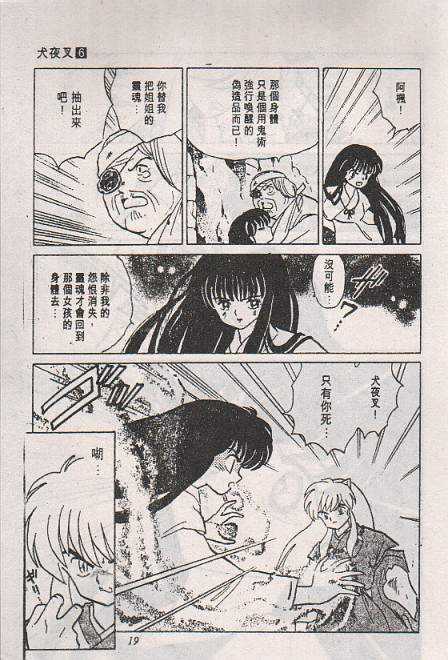 犬夜叉 6
阿楓！
那個身體
只是個用鬼術
強行喚醒的
偽造品而已！
你替我
把姐姐的
靈魂…
抽出來
吧！
沒可能…
除非我的
怨恨消失，
靈魂才會回到
那個女孩的
身體去…
犬夜叉！
只有你死…
啊…
19